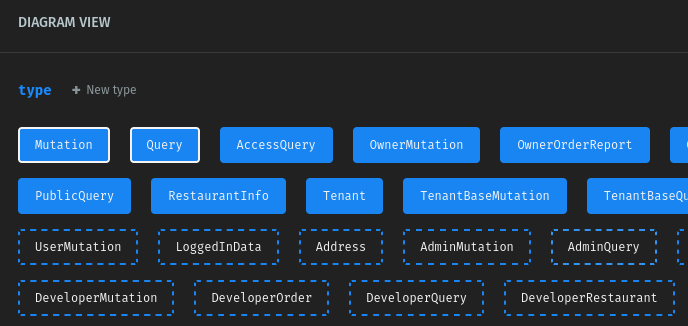 DIAGRAM VIEW
type + New type
Mutation Query AccessQuery OwnerMutation OwnerOrderReport
PublicQuery RestaurantInfo Tenant TenantBaseMutation TenantBaseQu
UserMutation LoggedInData Address AdminMutation AdminQuery
DeveloperMutation DeveloperOrder DeveloperQuery DeveloperRestaurant